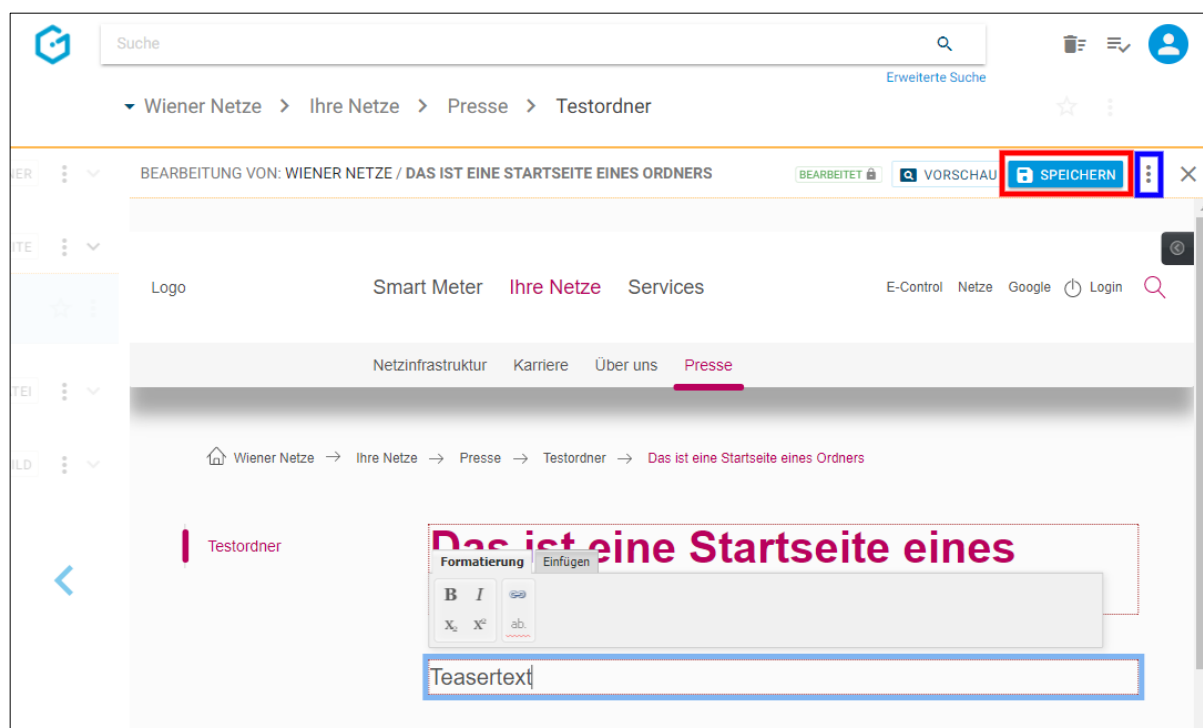 Suche
Erweiterte Suche
Wiener Netze > Ihre Netze > Presse > Testordner
BEARBEITUNG VON: WIENER NETZE / DAS IST EINE STARTSEITE EINES ORDNERS BEARBEITET VORSCHAU SPEICHERN
Logo Smart Meter Ihre Netze Services E-Control Netze Google Login
Netzinfrastruktur Karriere Über uns Presse
Wiener Netze → Ihre Netze → Presse → Testordner → Das ist eine Startseite eines Ordners
Testordner
Das ist eine Startseite eines
Formatierung Einfügen
B I
X₂ X² ab.
Teasertext